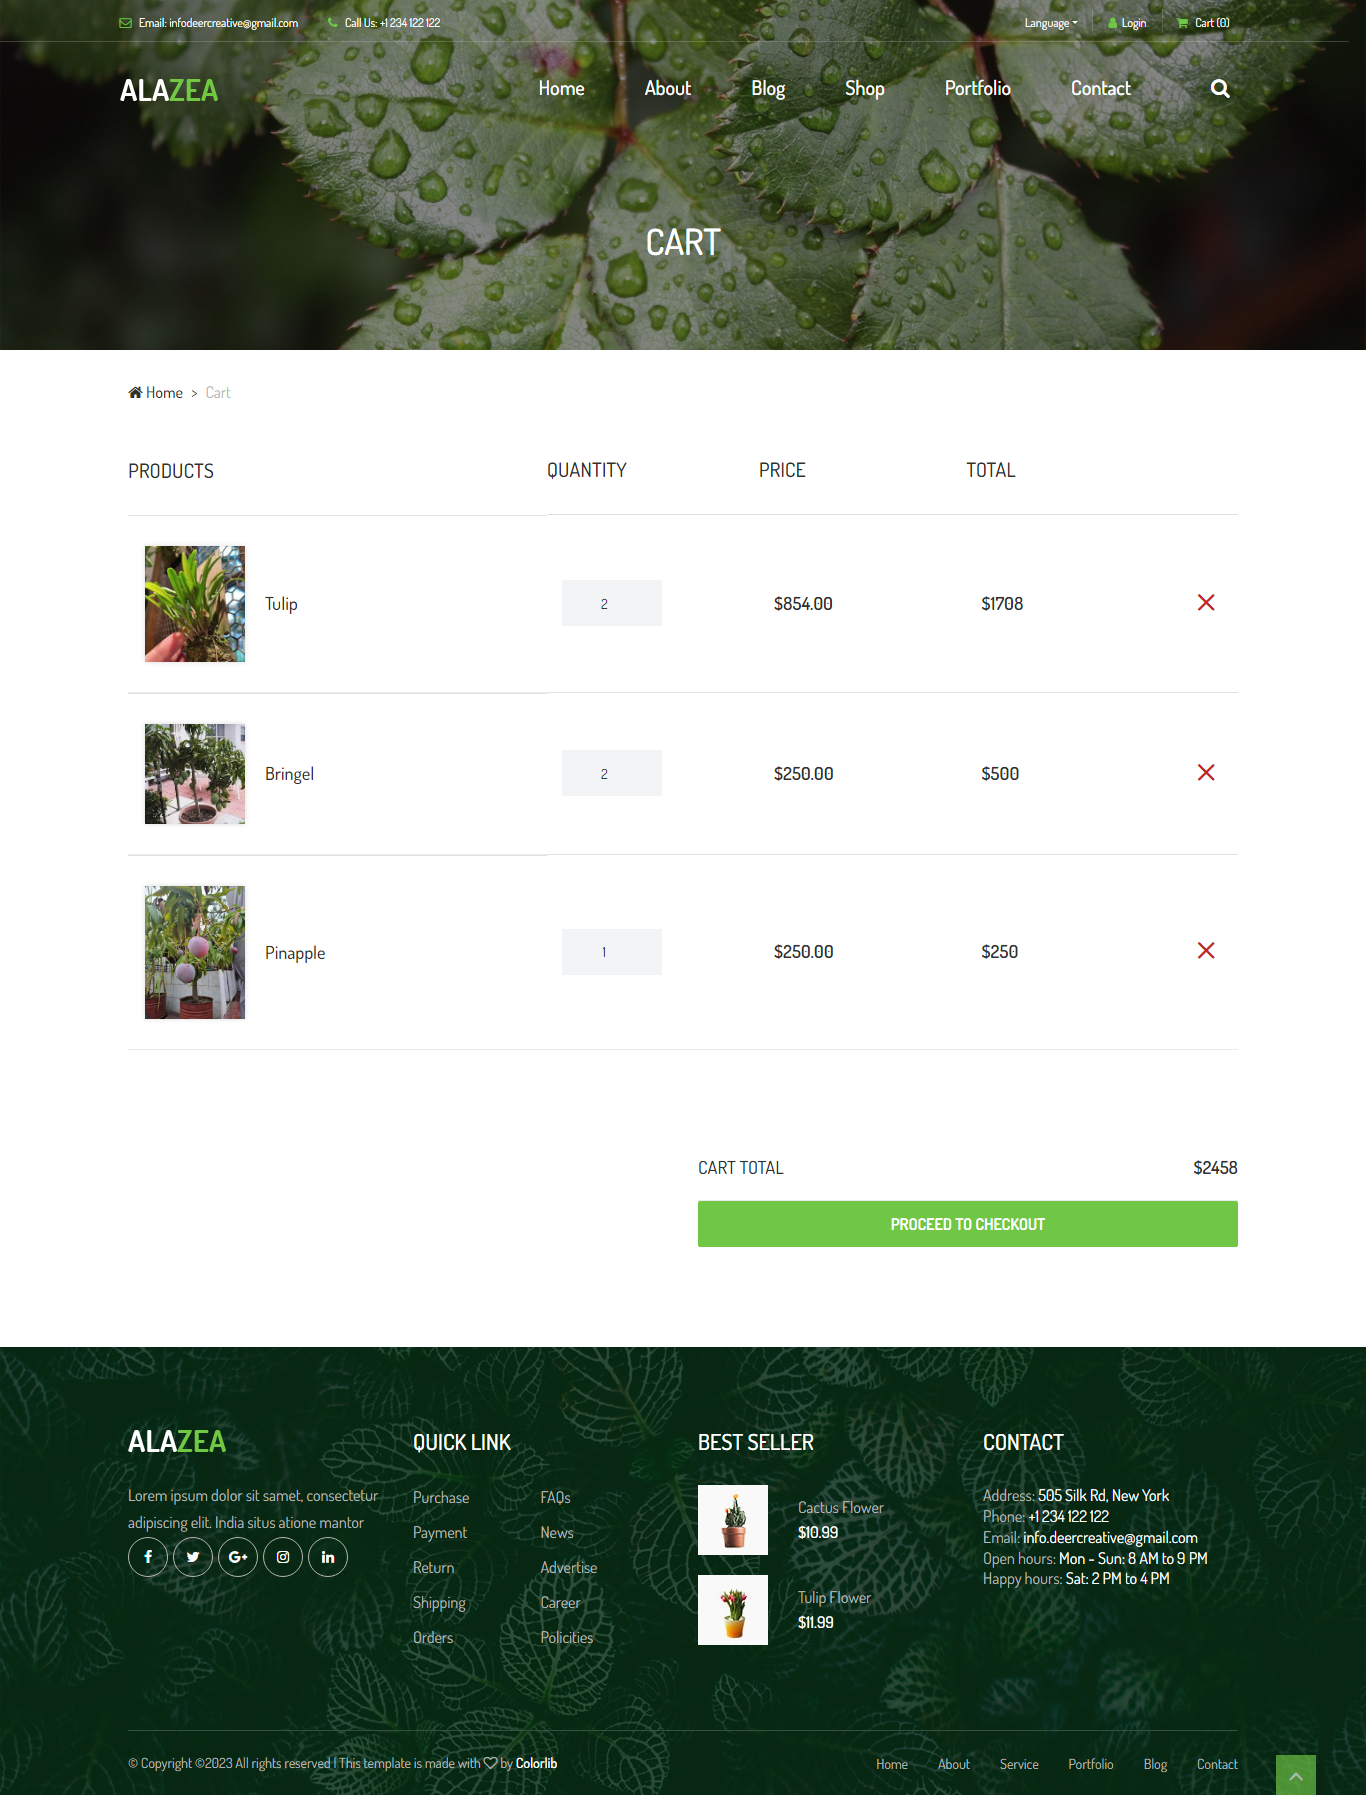 Email: infodeercreative@gmail.com
Call Us: +1 234 122 122
Language
Login
Cart (0)
ALAZEA
Home
About
Blog
Shop
Portfolio
Contact
CART
Home > Cart
PRODUCTS
QUANTITY
PRICE
TOTAL
Tulip
2
$854.00
$1708
Bringel
2
$250.00
$500
Pinapple
1
$250.00
$250
CART TOTAL
$2458
PROCEED TO CHECKOUT
ALAZEA
Lorem ipsum dolor sit samet, consectetur
adipiscing elit. India situs atione mantor
QUICK LINK
Purchase
Payment
Return
Shipping
Orders
FAQs
News
Advertise
Career
Policities
BEST SELLER
Cactus Flower
$10.99
Tulip Flower
$11.99
CONTACT
Address: 505 Silk Rd, New York
Phone: +1 234 122 122
Email: info.deercreative@gmail.com
Open hours: Mon - Sun: 8 AM to 9 PM
Happy hours: Sat: 2 PM to 4 PM
© Copyright ©2023 All rights reserved | This template is made with by Colorlib
Home
About
Service
Portfolio
Blog
Contact